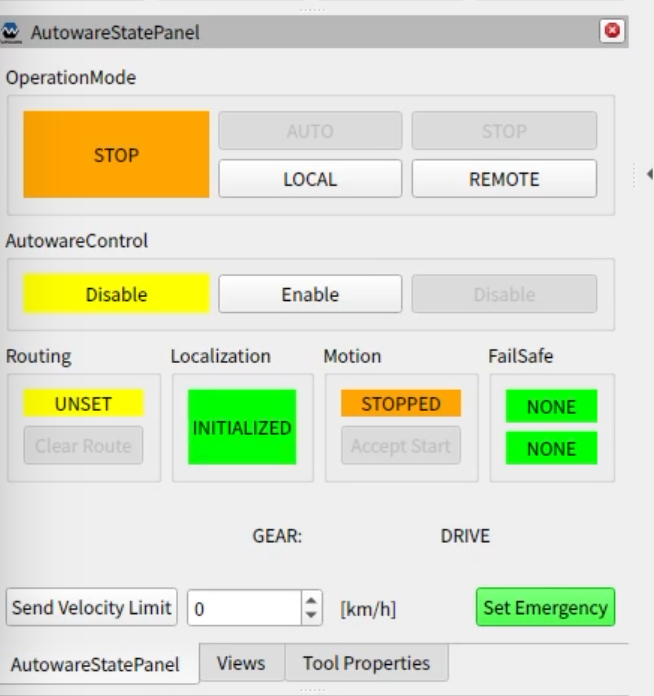 AutowareStatePanel
OperationMode
STOP AUTO STOP
LOCAL REMOTE
AutowareControl
Disable Enable Disable
Routing Localization Motion FailSafe
UNSET INITIALIZED STOPPED NONE
Clear Route Accept Start NONE
GEAR: DRIVE
Send Velocity Limit 0 [km/h] Set Emergency
AutowareStatePanel Views Tool Properties